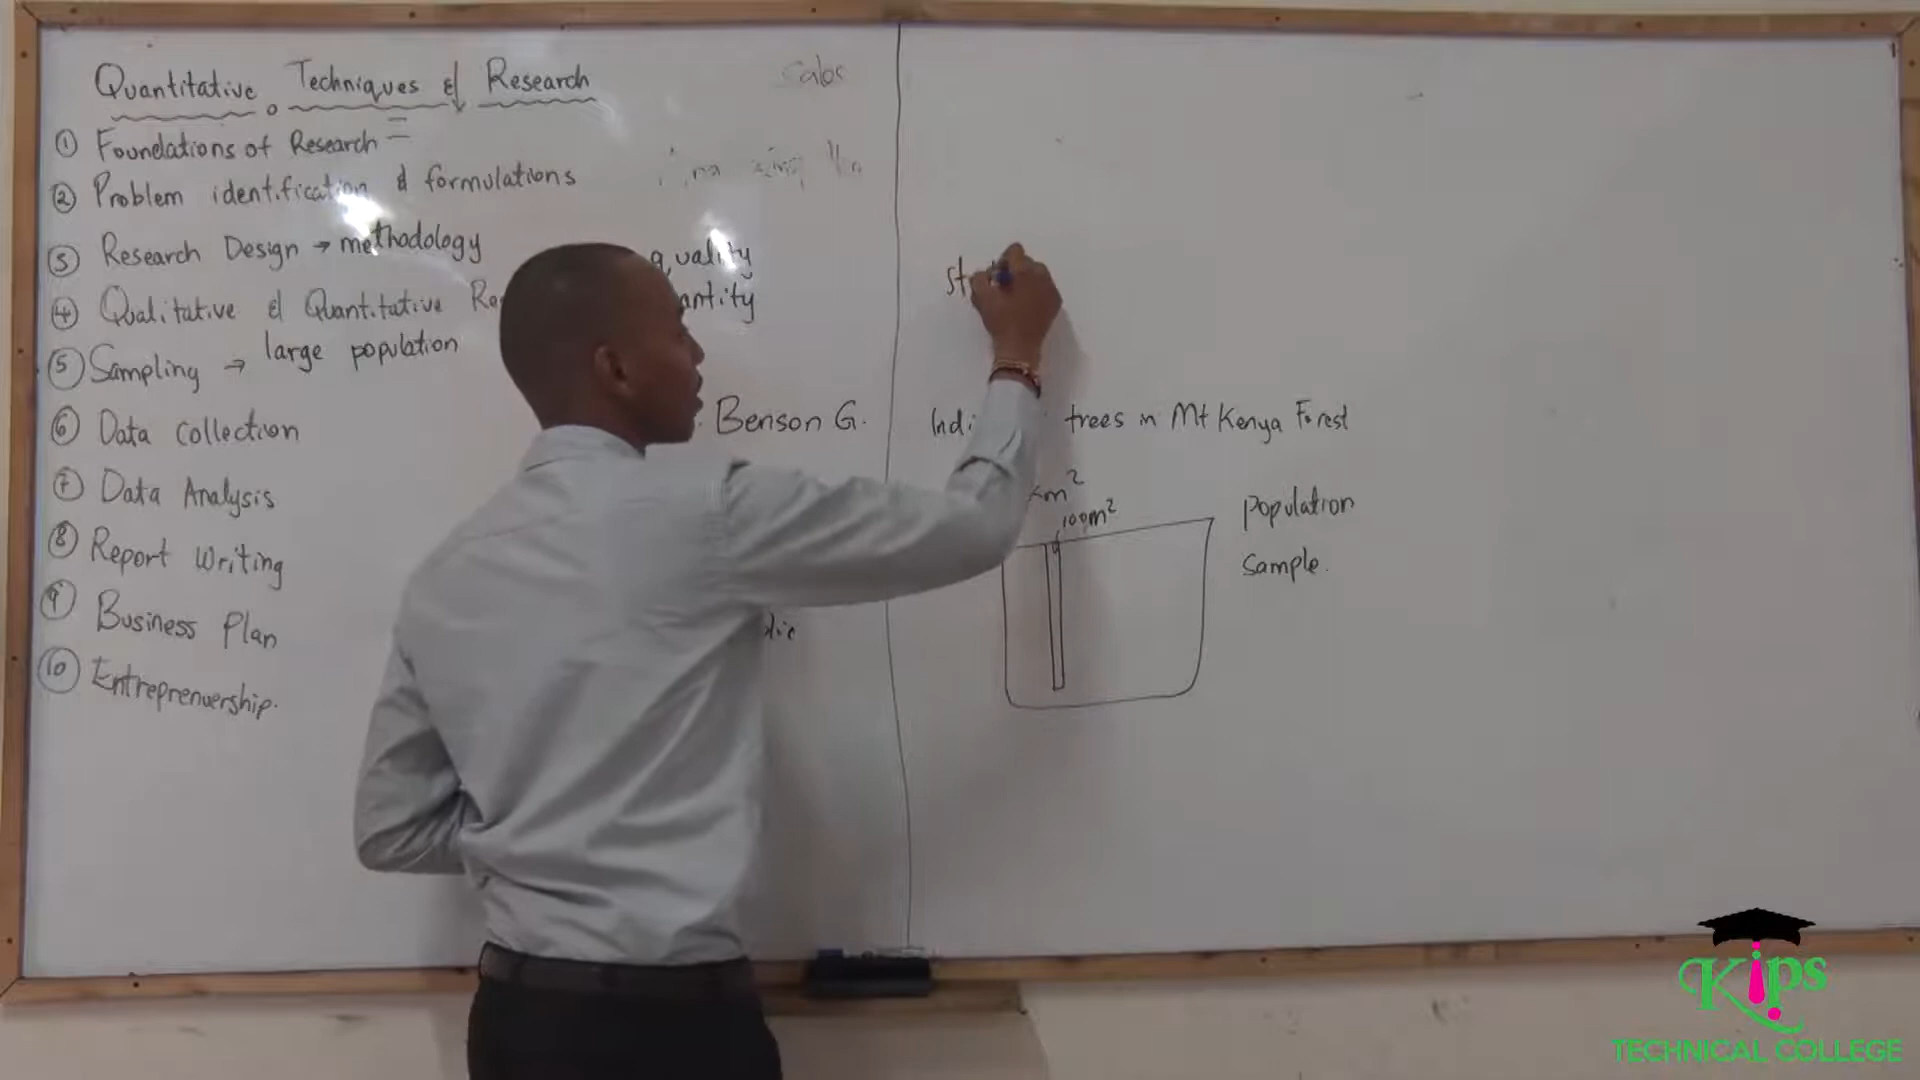 Quantitative Techniques & Research
① Foundations of Research
② Problem identification & formulations
③ Research Design → methodology
quality
④ Qualitative & Quantitative
⑤ Sampling → large population
⑥ Data Collection
Benson G.
⑦ Data Analysis
⑧ Report Writing
⑨ Business Plan
⑩ Entreprenuership.
trees in Mt Kenya Forest
km²
100m²
population
sample.
Kips
TECHNICAL COLLEGE